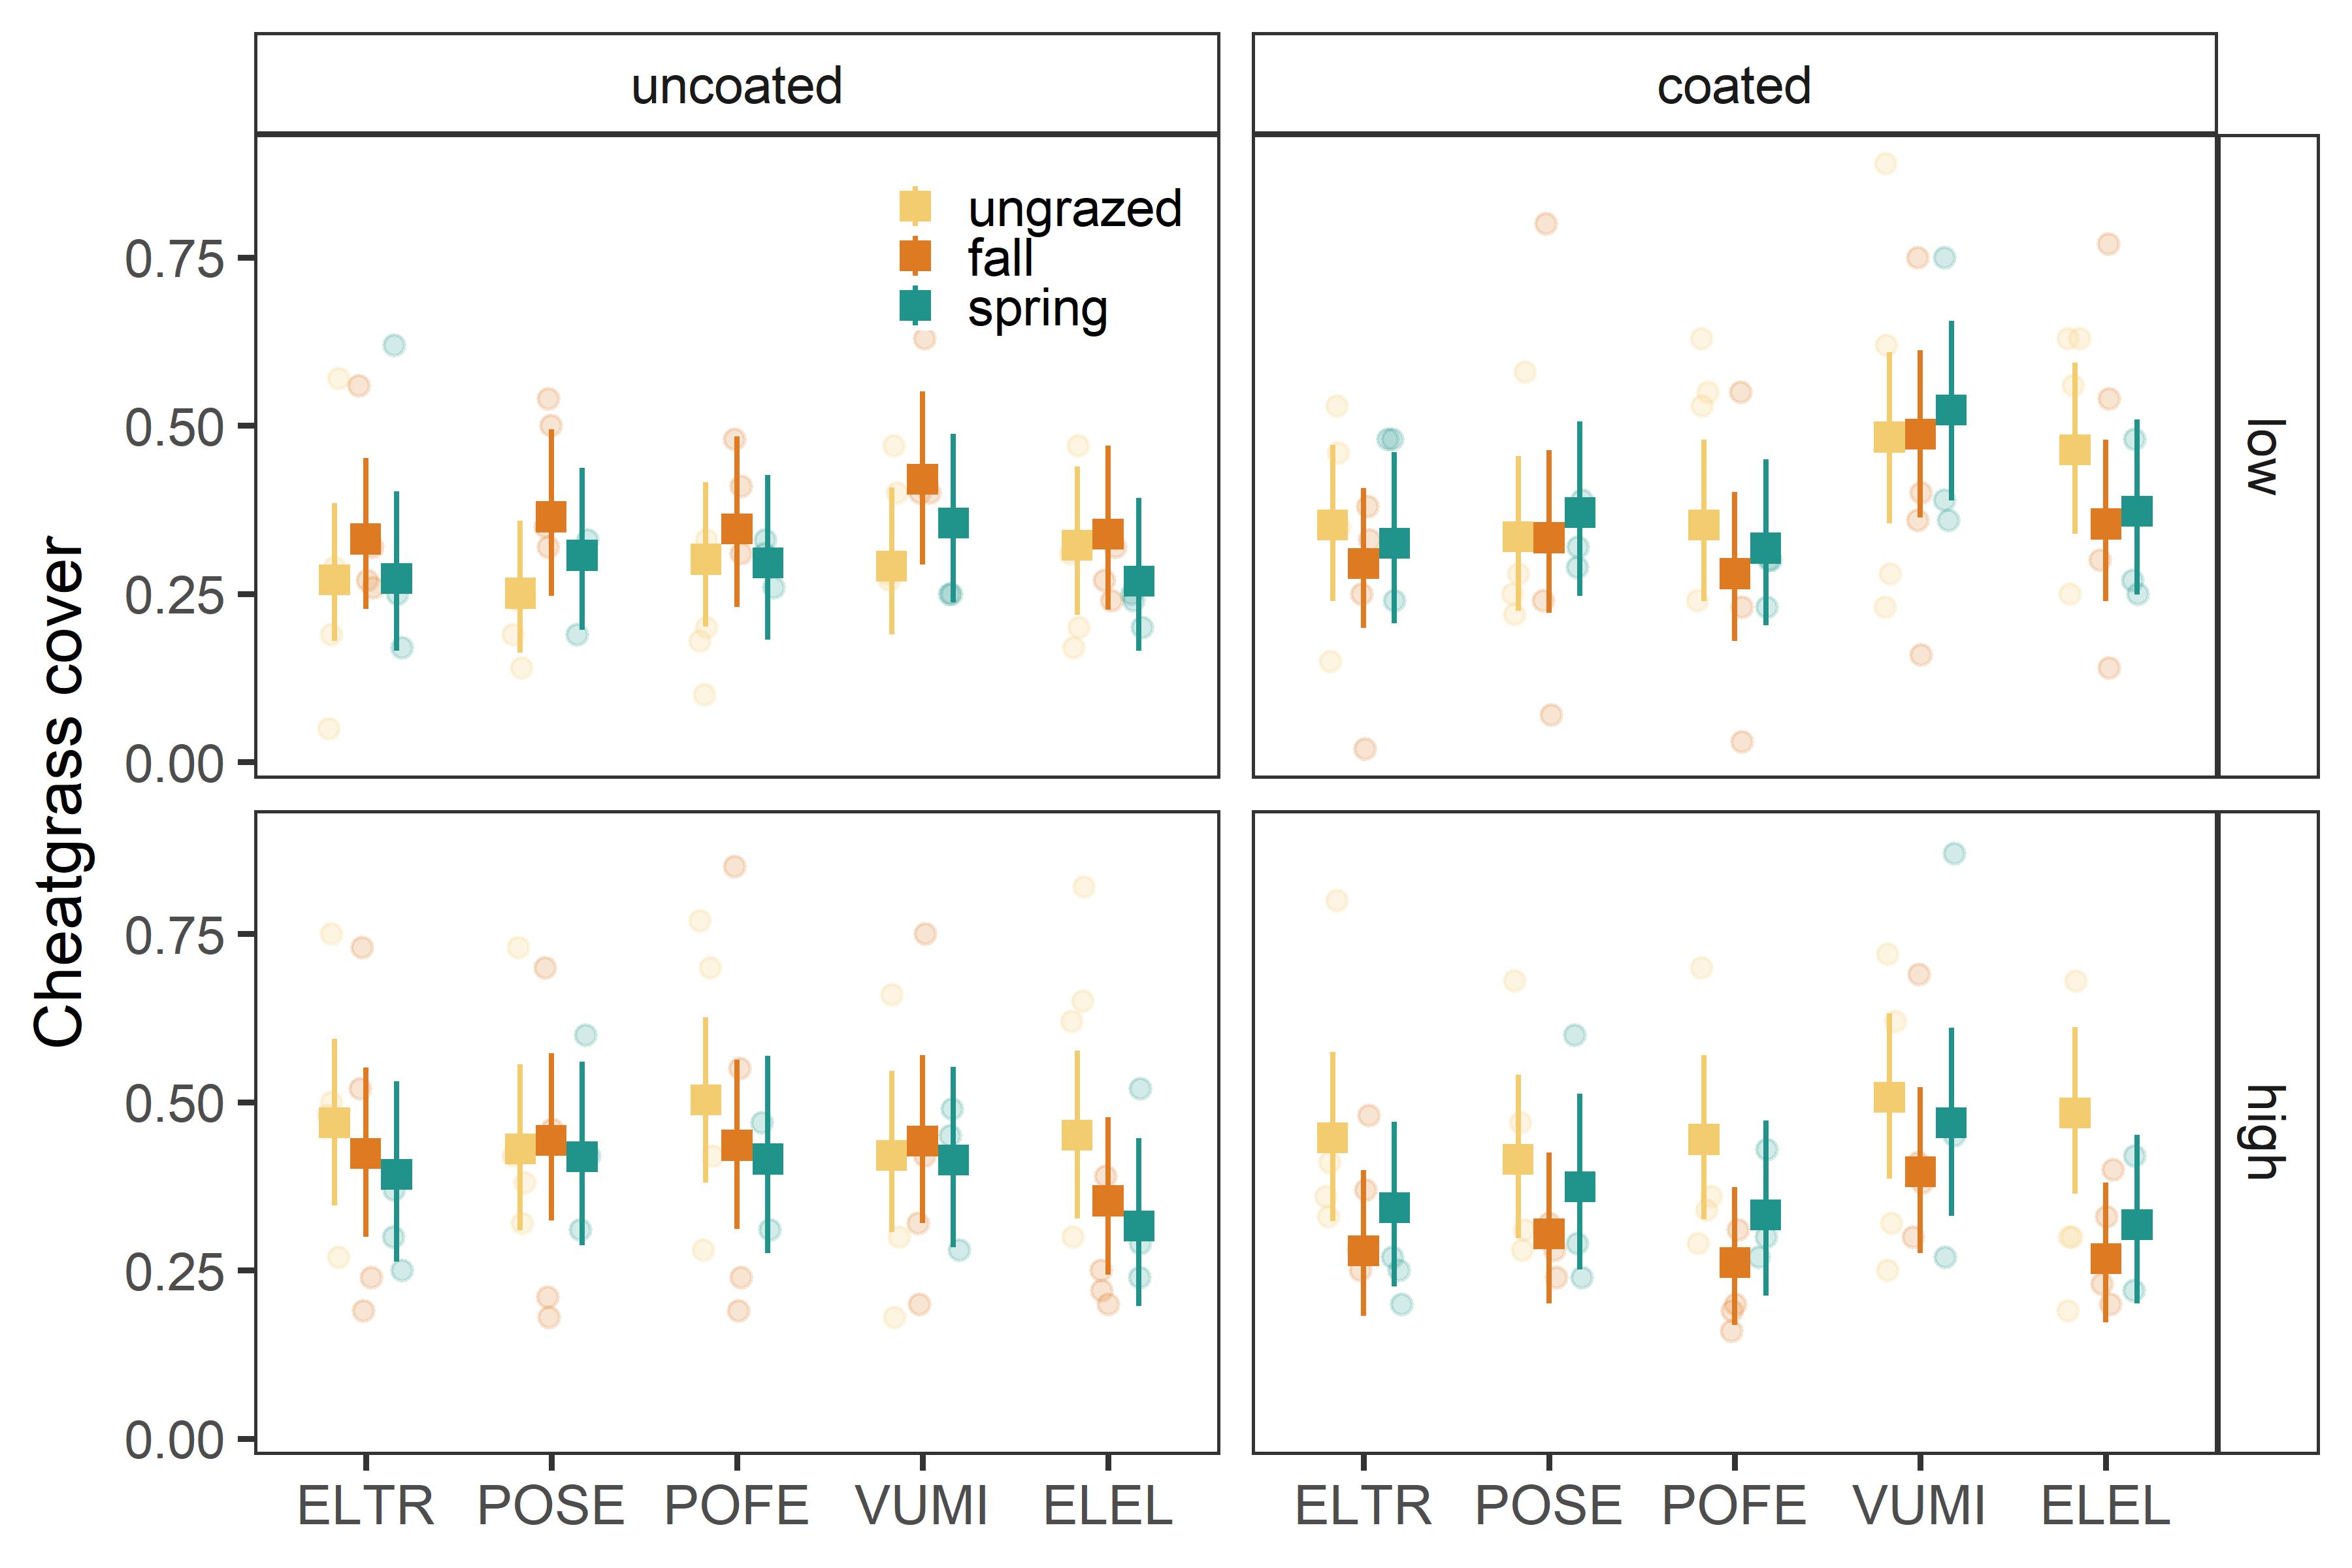 uncoated
coated
ungrazed
fall
spring
Cheatgrass cover
0.75
0.50
0.25
0.00
low
0.75
0.50
0.25
0.00
high
ELTR POSE POFE VUMI ELEL
ELTR POSE POFE VUMI ELEL